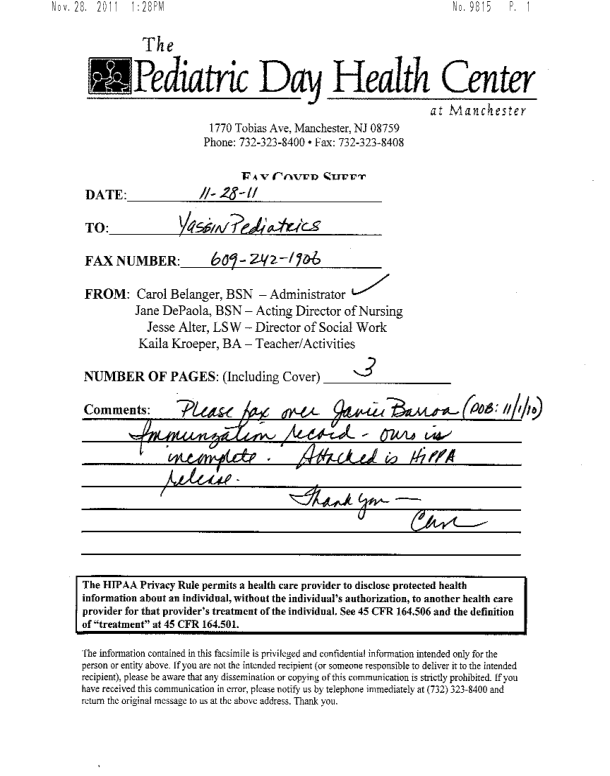 Nov. 28. 2011 1:28PM No. 9815 P. 1
The
Pediatric Day Health Center
at Manchester
1770 Tobias Ave, Manchester, NJ 08759
Phone: 732-323-8400 • Fax: 732-323-8408
FAX COVER SHEET
DATE: 11-28-11
TO: Yassin Pediatrics
FAX NUMBER: 609-242-1906
FROM: Carol Belanger, BSN – Administrator ✓
Jane DePaola, BSN – Acting Director of Nursing
Jesse Alter, LSW – Director of Social Work
Kaila Kroeper, BA – Teacher/Activities
NUMBER OF PAGES: (Including Cover) 3
Comments: Please fax over Javier (DOB: 11/1/10)
Immunization record - ours is
incomplete. Attached is HiPPA
release.
Thank you —
The HIPAA Privacy Rule permits a health care provider to disclose protected health
information about an individual, without the individual's authorization, to another health care
provider for that provider's treatment of the individual. See 45 CFR 164.506 and the definition
of "treatment" at 45 CFR 164.501.
The information contained in this facsimile is privileged and confidential information intended only for the
person or entity above. If you are not the intended recipient (or someone responsible to deliver it to the intended
recipient), please be aware that any dissemination or copying of this communication is strictly prohibited. If you
have received this communication in error, please notify us by telephone immediately at (732) 323-8400 and
return the original message to us at the above address. Thank you.